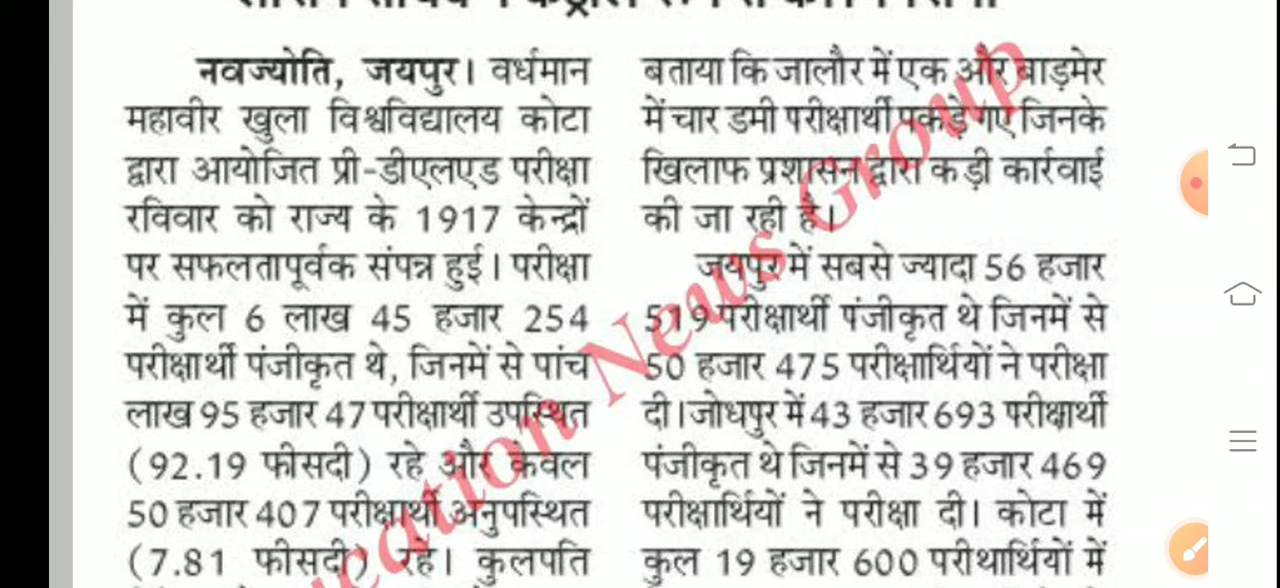 नवज्योति, जयपुर। वर्धमान
महावीर खुला विश्वविद्यालय कोटा
द्वारा आयोजित प्री-डीएलएड परीक्षा
रविवार को राज्य के 1917 केन्द्रों
पर सफलतापूर्वक संपन्न हुई। परीक्षा
में कुल 6 लाख 45 हजार 254
परीक्षार्थी पंजीकृत थे, जिनमें से पांच
लाख 95 हजार 47 परीक्षार्थी उपस्थित
(92.19 फीसदी) रहे और केवल
50 हजार 407 परीक्षार्थी अनुपस्थित
(7.81 फीसदी) रहे। कुलपति
बताया कि जालौर में एक और बाड़मेर
में चार डमी परीक्षार्थी पकड़े गए जिनके
खिलाफ प्रशासन द्वारा कड़ी कार्रवाई
की जा रही है।
जयपुर में सबसे ज्यादा 56 हजार
519 परीक्षार्थी पंजीकृत थे जिनमें से
50 हजार 475 परीक्षार्थियों ने परीक्षा
दी। जोधपुर में 43 हजार 693 परीक्षार्थी
पंजीकृत थे जिनमें से 39 हजार 469
परीक्षार्थियों ने परीक्षा दी। कोटा में
कुल 19 हजार 600 परीथार्थियों में
cation News Group